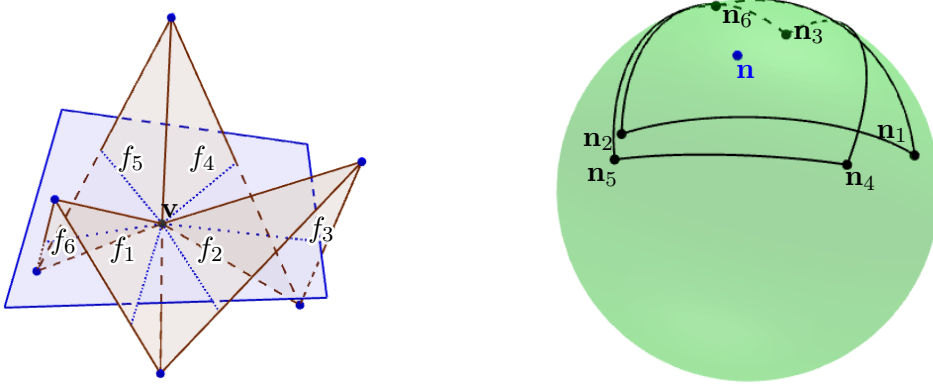 f₅ f₄
v
f₆ f₁ f₂ f₃
n₆
n₃
n
n₂ n₁
n₅ n₄